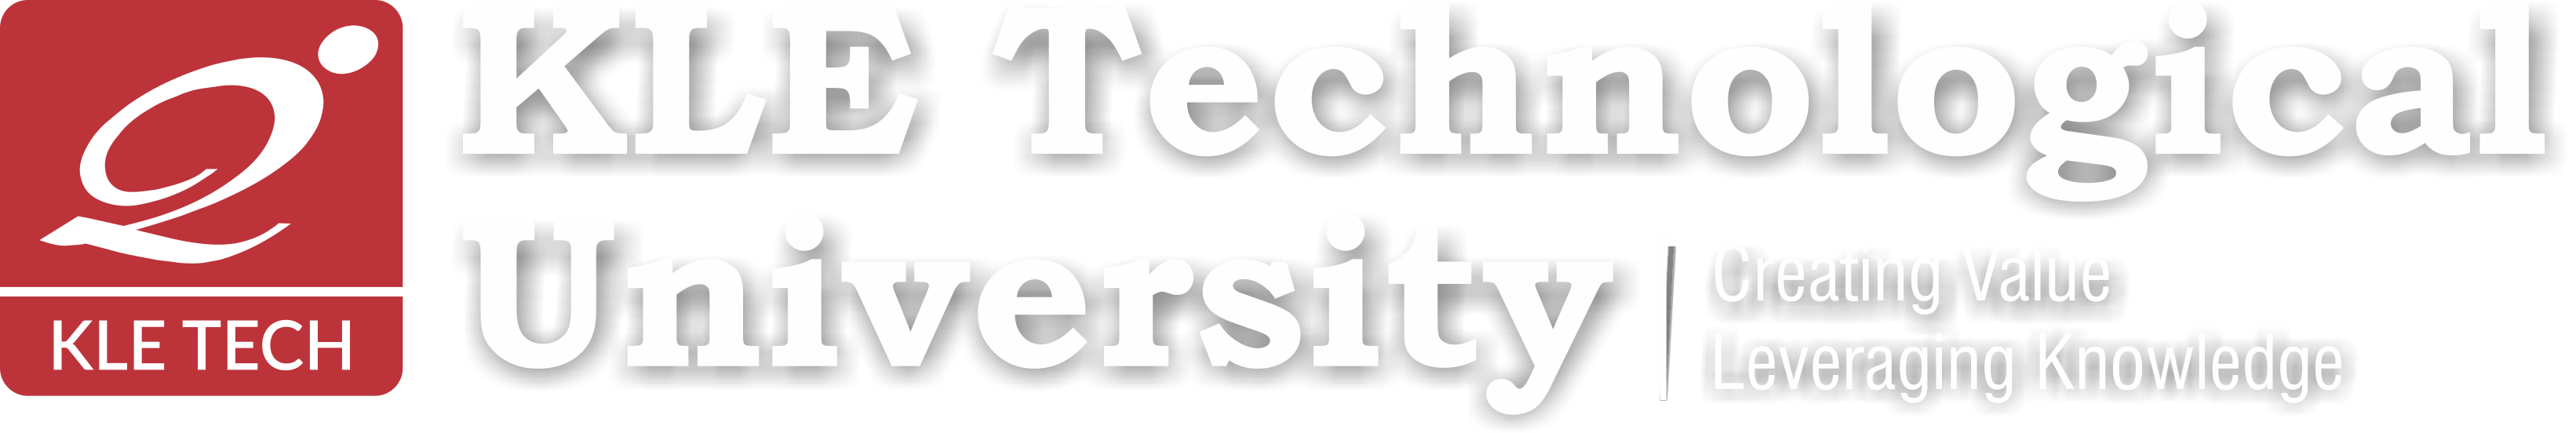 KLE TECH
KLE Technological
University
Creating Value
Leveraging Knowledge